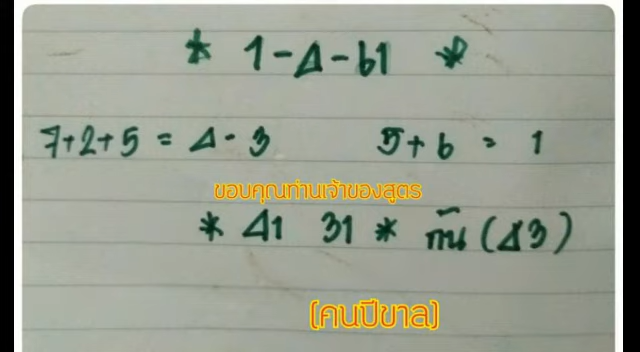 * 1-4-61 *
7+2+5 = 4-3 5+6 = 1
ขอบคุณท่านเจ้าของสูตร
* 41 31 * กัน (43)
(คนปีขาล)